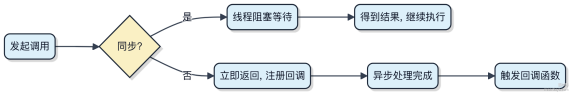 发起调用
同步?
是
线程阻塞等待
得到结果, 继续执行
否
立即返回, 注册回调
异步处理完成
触发回调函数